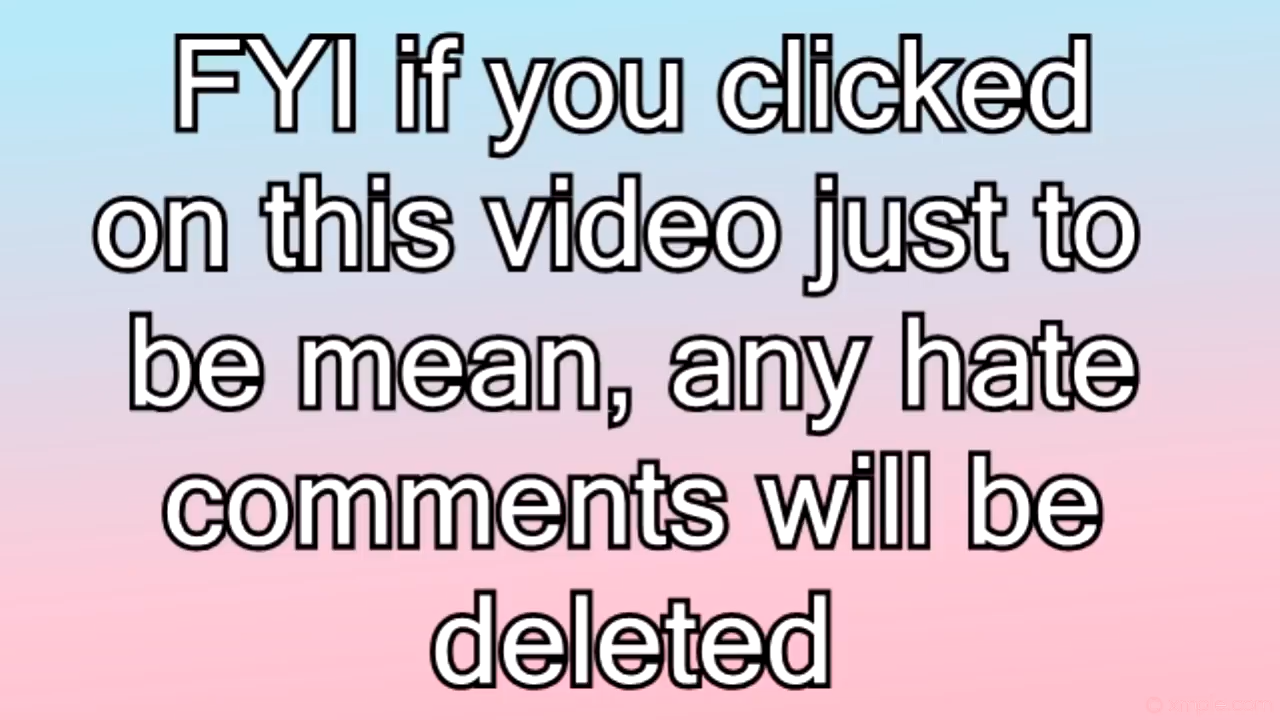 FYI if you clicked
on this video just to
be mean, any hate
comments will be
deleted